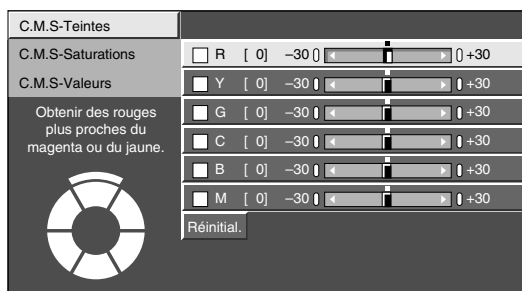 C.M.S-Teintes
C.M.S-Saturations
C.M.S-Valeurs
Obtenir des rouges
plus proches du
magenta ou du jaune.
R [ 0] –30 +30
Y [ 0] –30 +30
G [ 0] –30 +30
C [ 0] –30 +30
B [ 0] –30 +30
M [ 0] –30 +30
Réinitial.